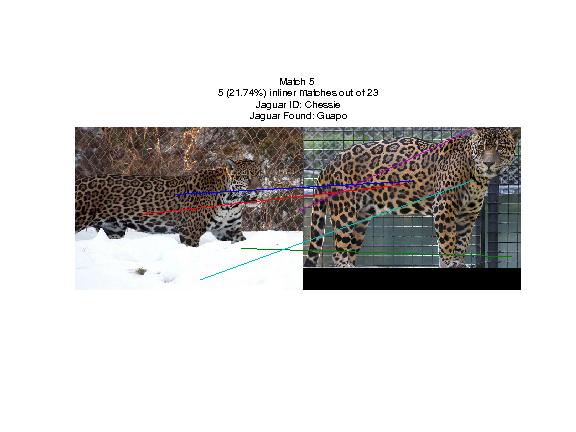 Match 5
5 (21.74%) inliner matches out of 23
Jaguar ID: Chessie
Jaguar Found: Guapo